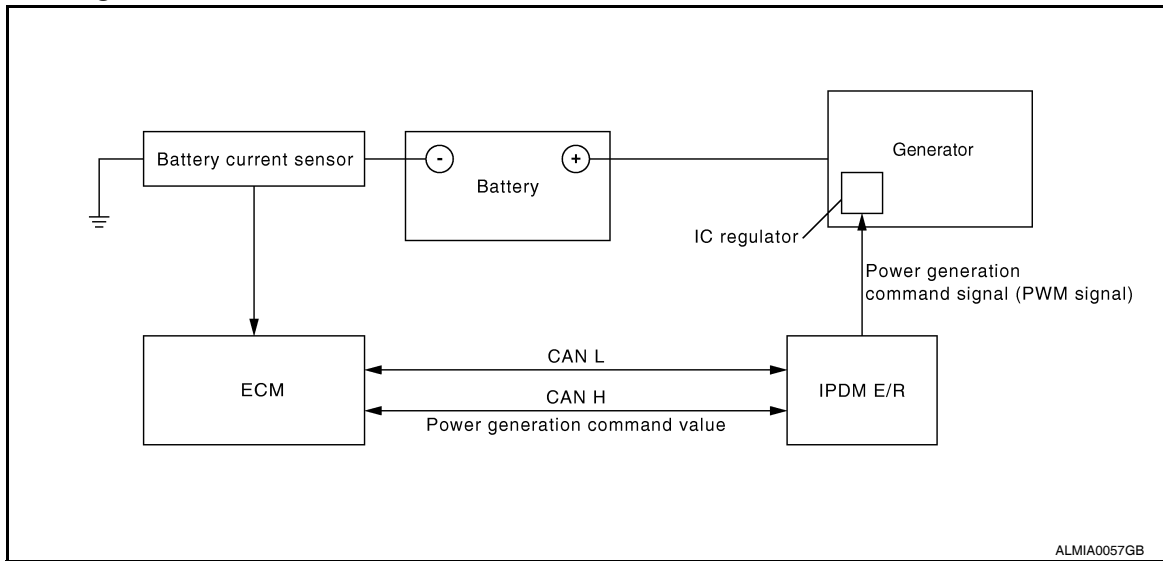 Generator
Battery current sensor
-
+
Battery
IC regulator
Power generation
command signal (PWM signal)
CAN L
ECM
CAN H
IPDM E/R
Power generation command value
ALMIA0057GB